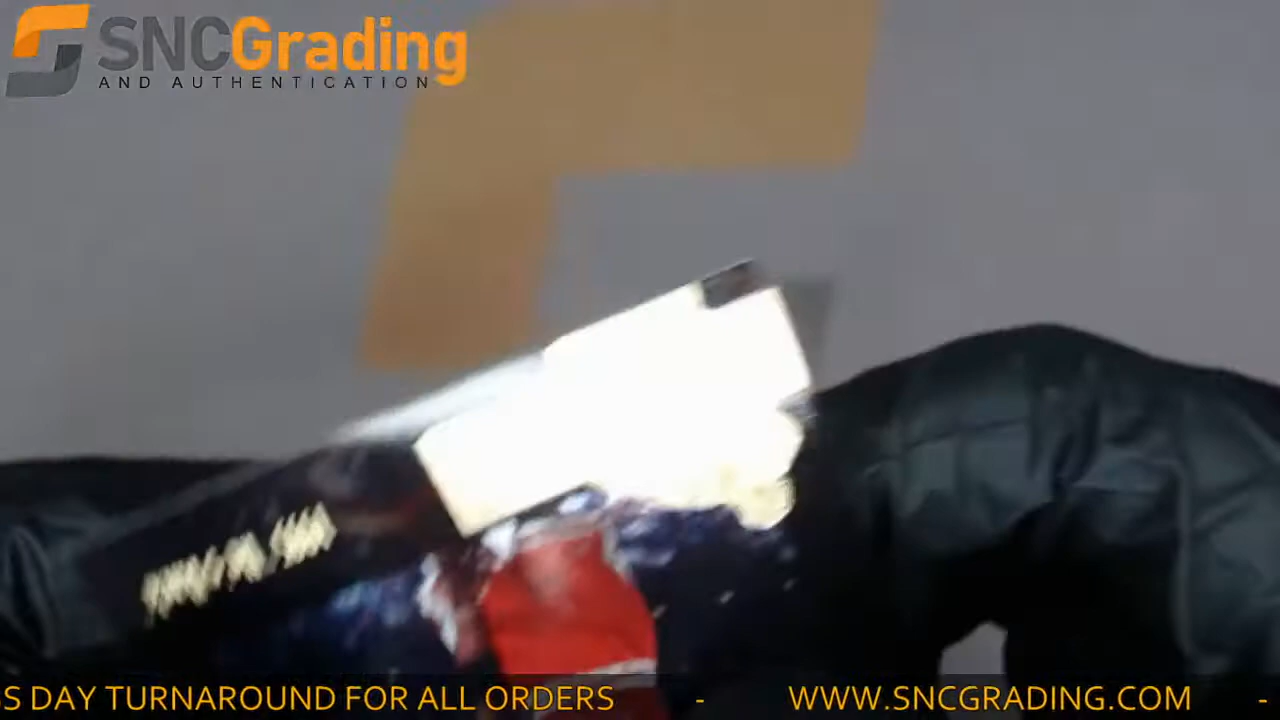 SNCGrading
AND AUTHENTICATION
S DAY TURNAROUND FOR ALL ORDERS - WWW.SNCGRADING.COM -